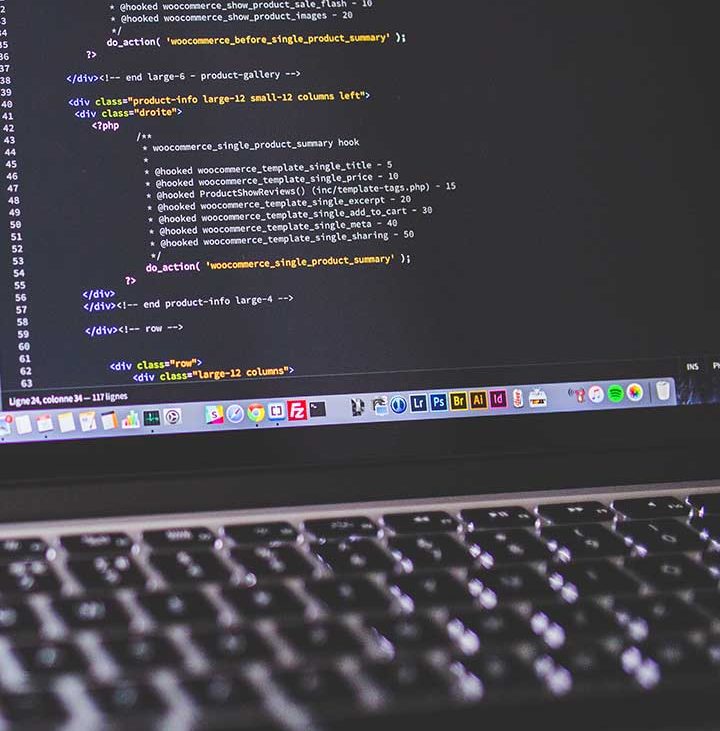 * @hooked woocommerce_show_product_sale_flash - 10
* @hooked woocommerce_show_product_images - 20
34 */
35 do_action( 'woocommerce_before_single_product_summary' );
36 ?>
37
38 </div><!-- end large-6 - product-gallery -->
39
40 <div class="product-info large-12 small-12 columns left">
41 <div class="droite">
42 <?php
43 /**
44 * woocommerce_single_product_summary hook
45 *
46 * @hooked woocommerce_template_single_title - 5
47 * @hooked woocommerce_template_single_price - 10
48 * @hooked ProductShowReviews() (inc/template-tags.php) - 15
49 * @hooked woocommerce_template_single_excerpt - 20
50 * @hooked woocommerce_template_single_add_to_cart - 30
51 * @hooked woocommerce_template_single_meta - 40
52 * @hooked woocommerce_template_single_sharing - 50
53 */
54 do_action( 'woocommerce_single_product_summary' );
55 ?>
56 </div>
57 </div><!-- end product-info large-4 -->
58
59 </div><!-- row -->
60
61
62 <div class="row">
63 <div class="large-12 columns">
Ligne 24, colonne 34 — 117 lignes
INS
Lr Ps Br Ai Id